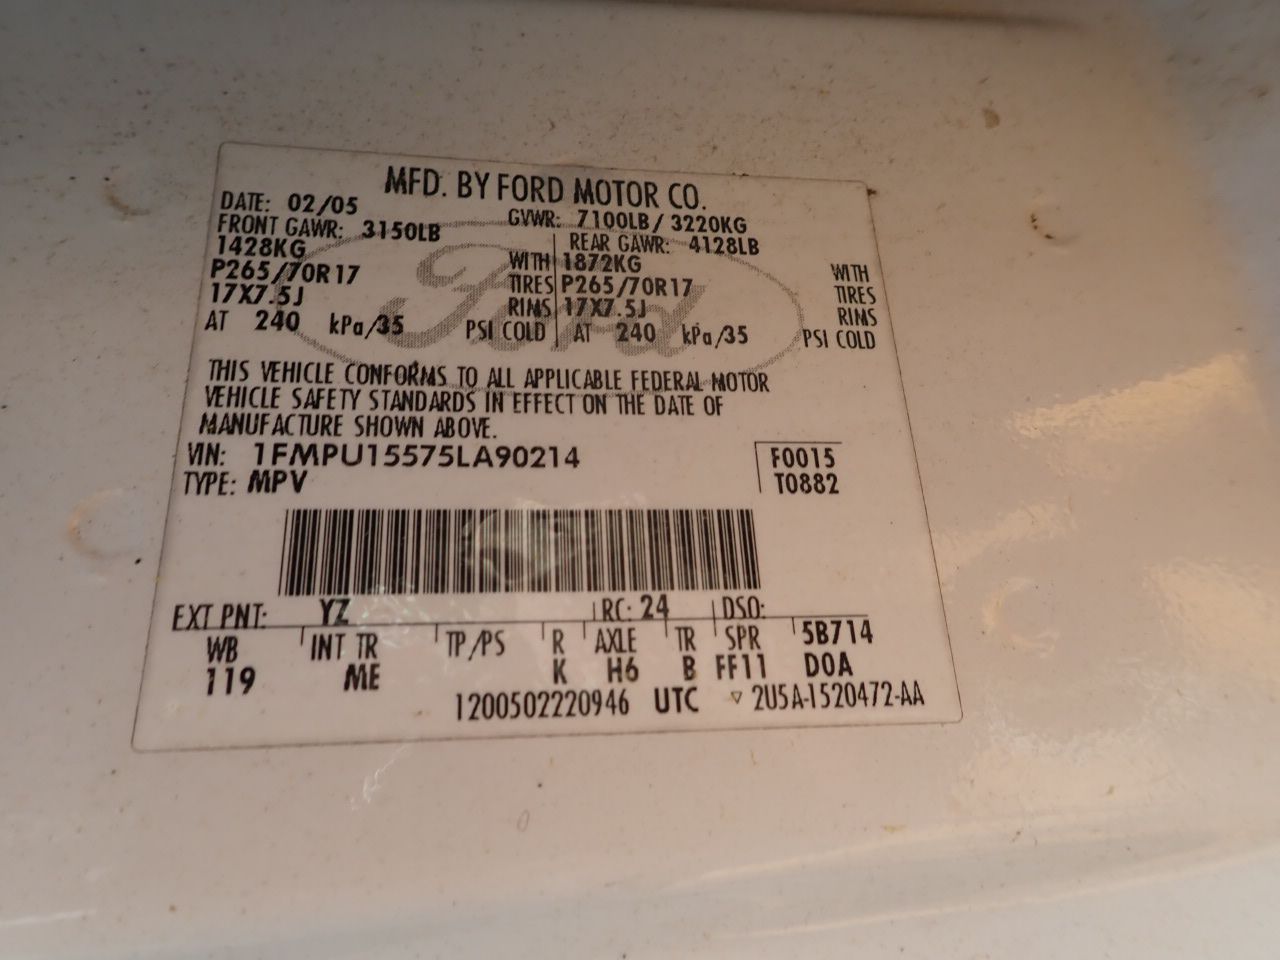 MFD. BY FORD MOTOR CO.
DATE: 02/05 GVWR: 7100LB/ 3220KG
FRONT GAWR: 3150LB REAR GAWR: 4128LB
1428KG WITH 1872KG WITH
P265/70R17 TIRES P265/70R17 TIRES
17X7.5J RIMS 17X7.5J RIMS
AT 240 kPa/35 PSI COLD AT 240 kPa/35 PSI COLD
Ford
THIS VEHICLE CONFORMS TO ALL APPLICABLE FEDERAL MOTOR
VEHICLE SAFETY STANDARDS IN EFFECT ON THE DATE OF
MANUFACTURE SHOWN ABOVE.
VIN: 1FMPU15575LA90214 F0015
TYPE: MPV T0882
EXT PNT: YZ RC: 24 DSO:
WB INT TR TP/PS R AXLE TR SPR 5B714
119 ME K H6 B FF11 DOA
1200502220946 UTC ▽ 2U5A-1520472-AA